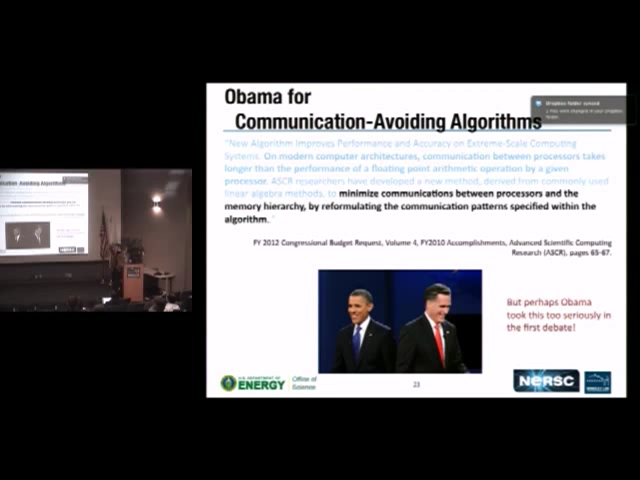 Obama for
Communication-Avoiding Algorithms
Dropbox folder synced
"New Algorithm Improves Performance and Accuracy on Extreme-Scale Computing
Systems. On modern computer architectures, communication between processors takes
longer than the performance of a floating point arithmetic operation by a given
processor. ASCR researchers have developed a new method, derived from commonly used
linear algebra methods, to minimize communications between processors and the
memory hierarchy, by reformulating the communication patterns specified within the
algorithm."
FY 2012 Congressional Budget Request, Volume 4, FY2010 Accomplishments, Advanced Scientific Computing
Research (ASCR), pages 65-67.
But perhaps Obama
took this too seriously in
the first debate!
U.S. DEPARTMENT OF
ENERGY
Office of
Science
23
NERSC